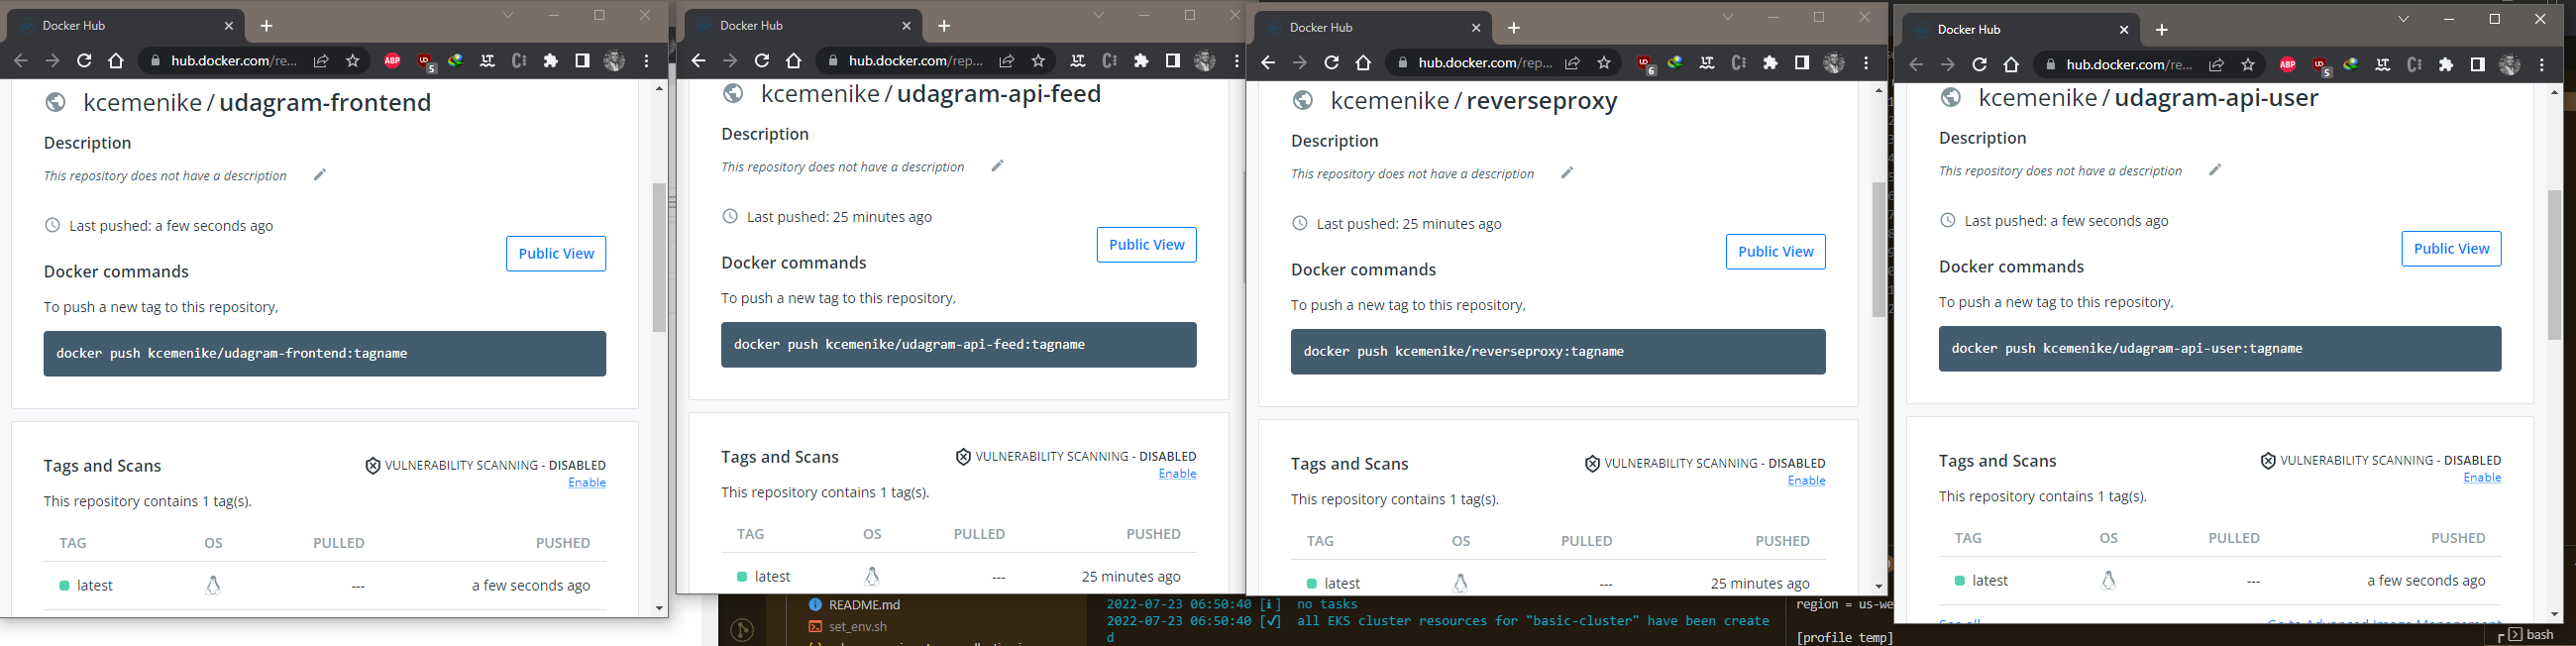 Docker Hub
hub.docker.com/re...
ABP
5
kcemenike / udagram-frontend
Description
This repository does not have a description
Last pushed: a few seconds ago
Public View
Docker commands
To push a new tag to this repository,
docker push kcemenike/udagram-frontend:tagname
Tags and Scans
VULNERABILITY SCANNING - DISABLED
Enable
This repository contains 1 tag(s).
TAG OS PULLED PUSHED
latest --- a few seconds ago
Docker Hub
hub.docker.com/rep...
kcemenike / udagram-api-feed
Description
This repository does not have a description
Last pushed: 25 minutes ago
Public View
Docker commands
To push a new tag to this repository,
docker push kcemenike/udagram-api-feed:tagname
Tags and Scans
VULNERABILITY SCANNING - DISABLED
Enable
This repository contains 1 tag(s).
TAG OS PULLED PUSHED
latest --- 25 minutes ago
Docker Hub
hub.docker.com/rep...
6
kcemenike / reverseproxy
Description
This repository does not have a description
Last pushed: 25 minutes ago
Public View
Docker commands
To push a new tag to this repository,
docker push kcemenike/reverseproxy:tagname
Tags and Scans
VULNERABILITY SCANNING - DISABLED
Enable
This repository contains 1 tag(s).
TAG OS PULLED PUSHED
latest --- 25 minutes ago
Docker Hub
hub.docker.com/re...
ABP
5
kcemenike / udagram-api-user
Description
This repository does not have a description
Last pushed: a few seconds ago
Public View
Docker commands
To push a new tag to this repository,
docker push kcemenike/udagram-api-user:tagname
Tags and Scans
VULNERABILITY SCANNING - DISABLED
Enable
This repository contains 1 tag(s).
TAG OS PULLED PUSHED
latest --- a few seconds ago
README.md
set_env.sh
2022-07-23 06:50:40 [ℹ] no tasks
2022-07-23 06:50:40 [✓] all EKS cluster resources for "basic-cluster" have been create
d
region = us-we
[profile temp]
bash